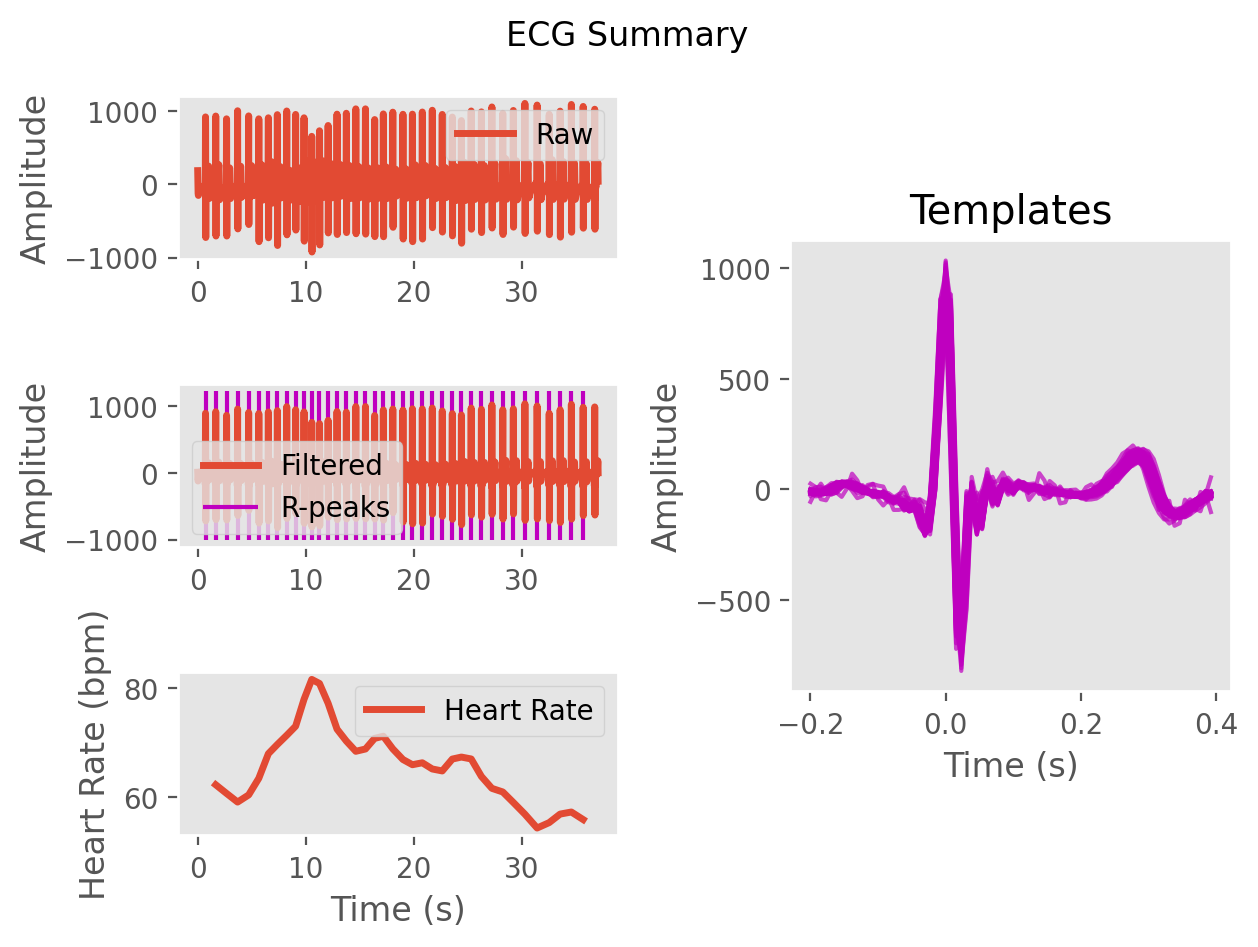 ECG Summary
Amplitude
1000
0
−1000
Raw
0 10 20 30
Amplitude
1000
0
−1000
Filtered
R-peaks
0 10 20 30
Heart Rate (bpm)
80
60
Heart Rate
0 10 20 30
Time (s)
Templates
Amplitude
1000
500
0
−500
−0.2 0.0 0.2 0.4
Time (s)